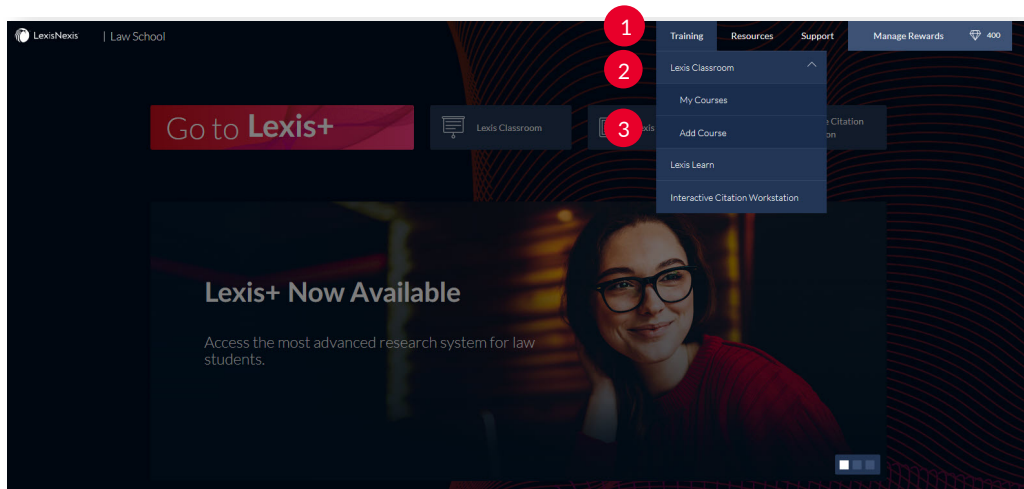 LexisNexis | Law School
1
Training Resources Support Manage Rewards 400
2
Lexis Classroom
My Courses
Go to Lexis+
Lexis Classroom
3
Add Course
Citation
Lexis Learn
Interactive Citation Workstation
Lexis+ Now Available
Access the most advanced research system for law
students.